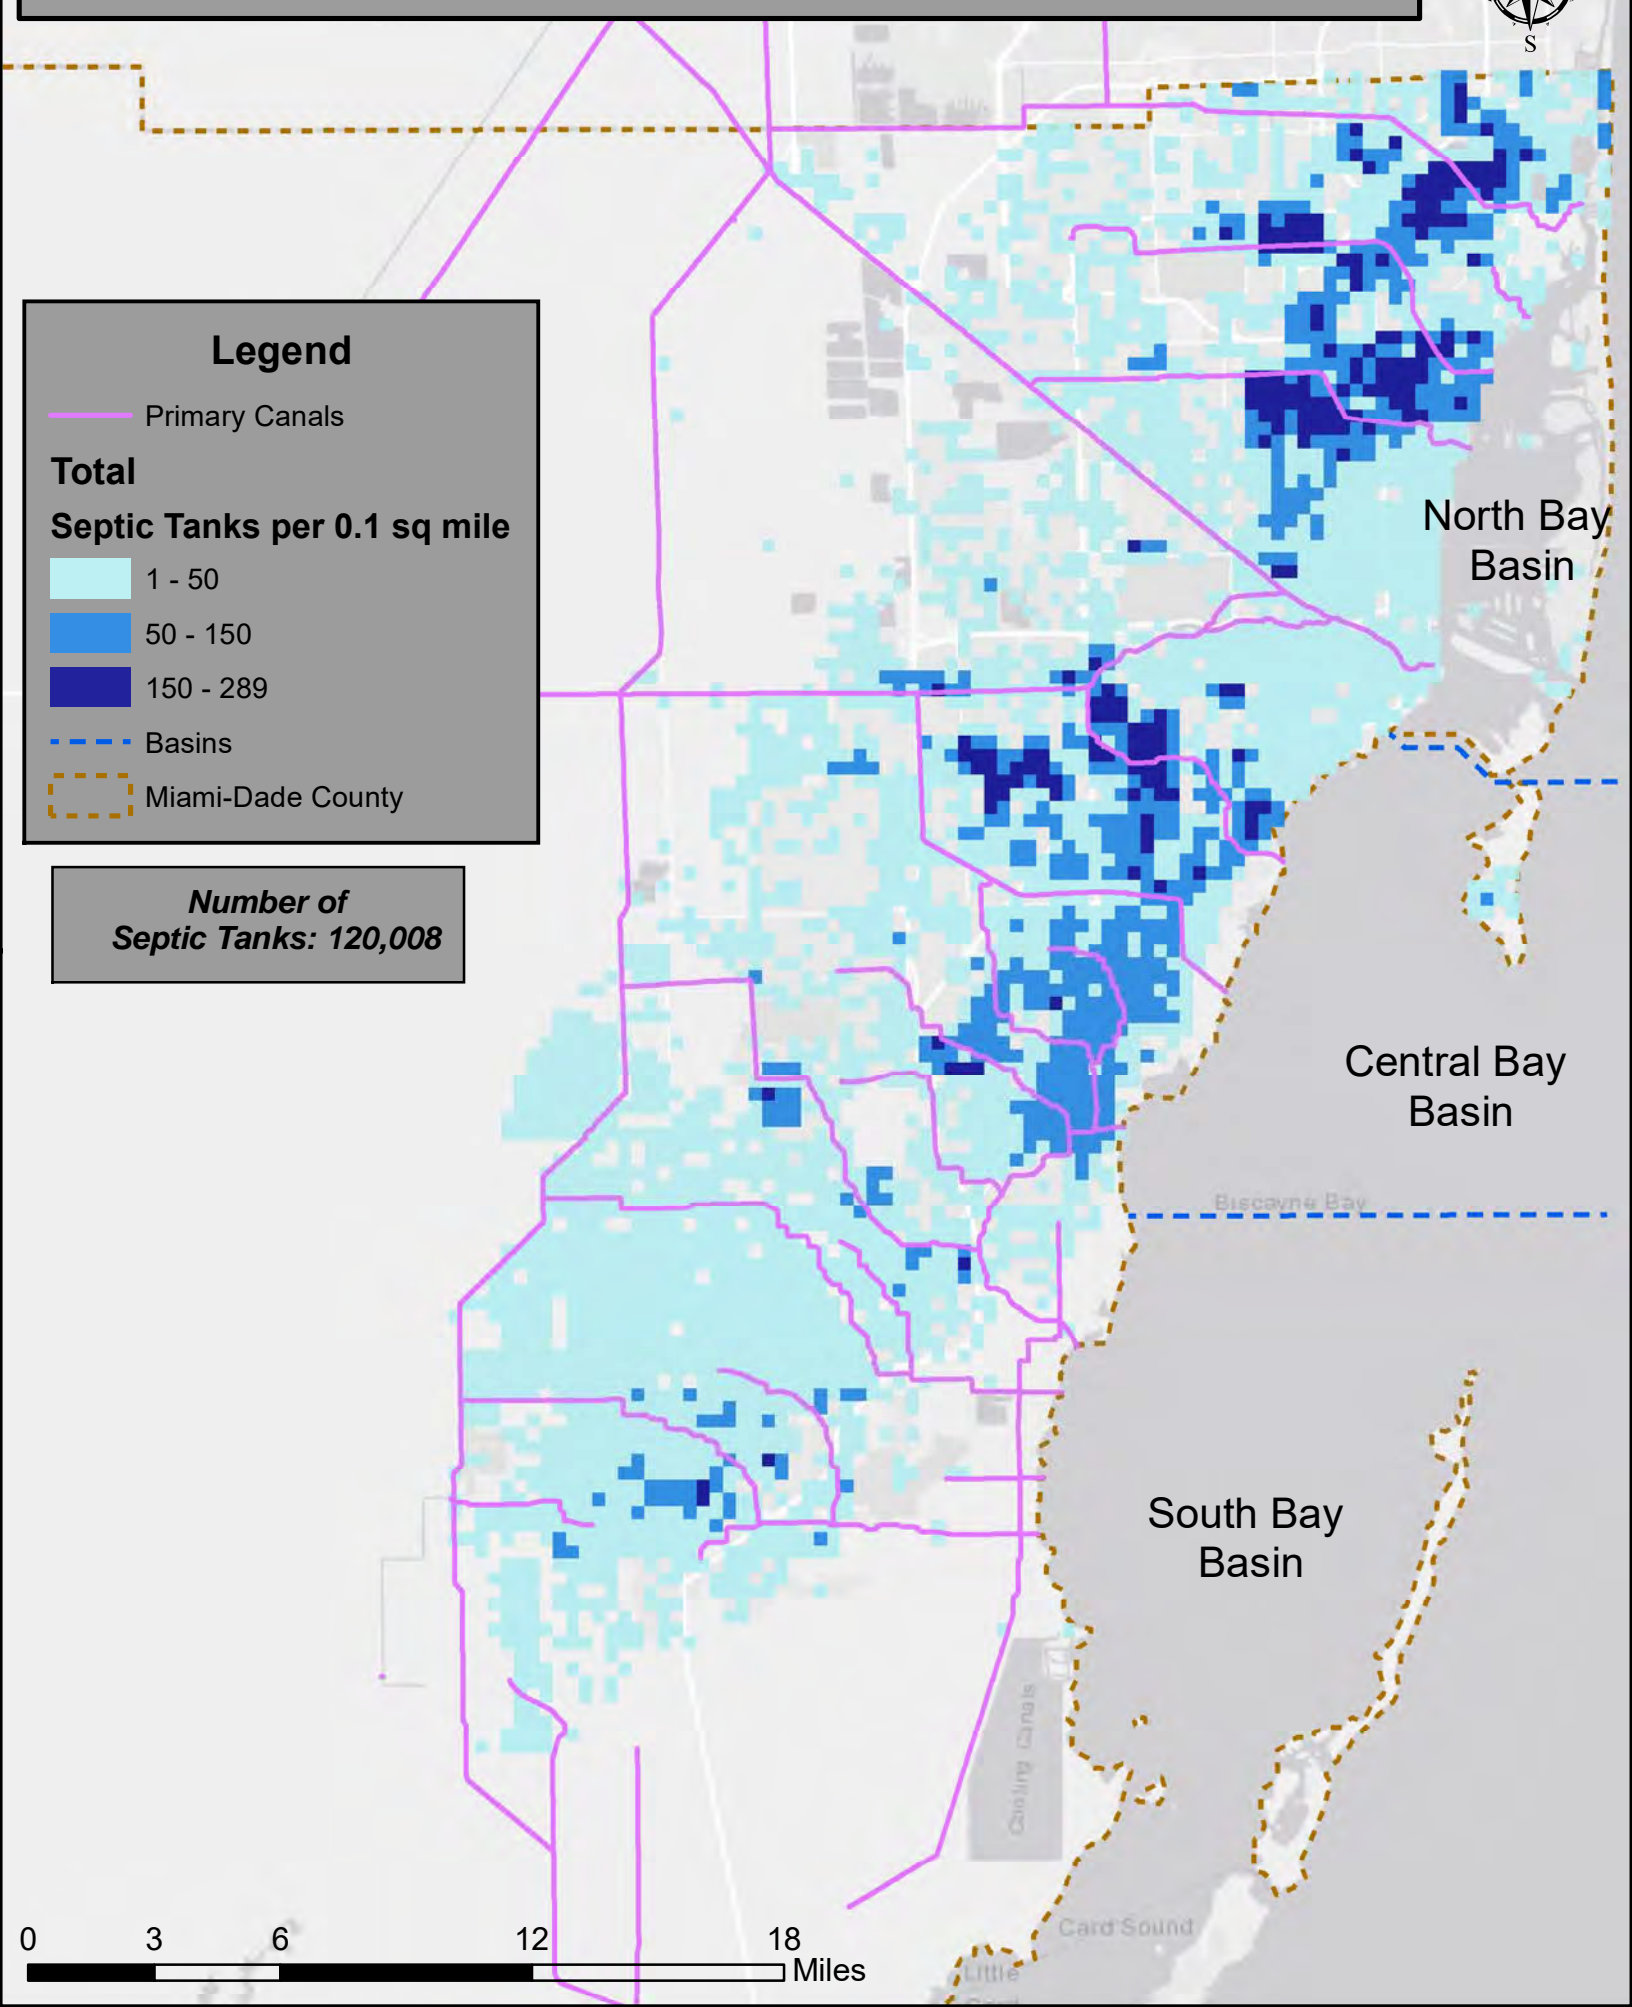 S
Legend
Primary Canals
Total
Septic Tanks per 0.1 sq mile
1 - 50
50 - 150
150 - 289
Basins
Miami-Dade County
Number of
Septic Tanks: 120,008
North Bay
Basin
Central Bay
Basin
Biscayne Bay
South Bay
Basin
Cooling Canals
Card Sound
Little
0 3 6 12 18
Miles